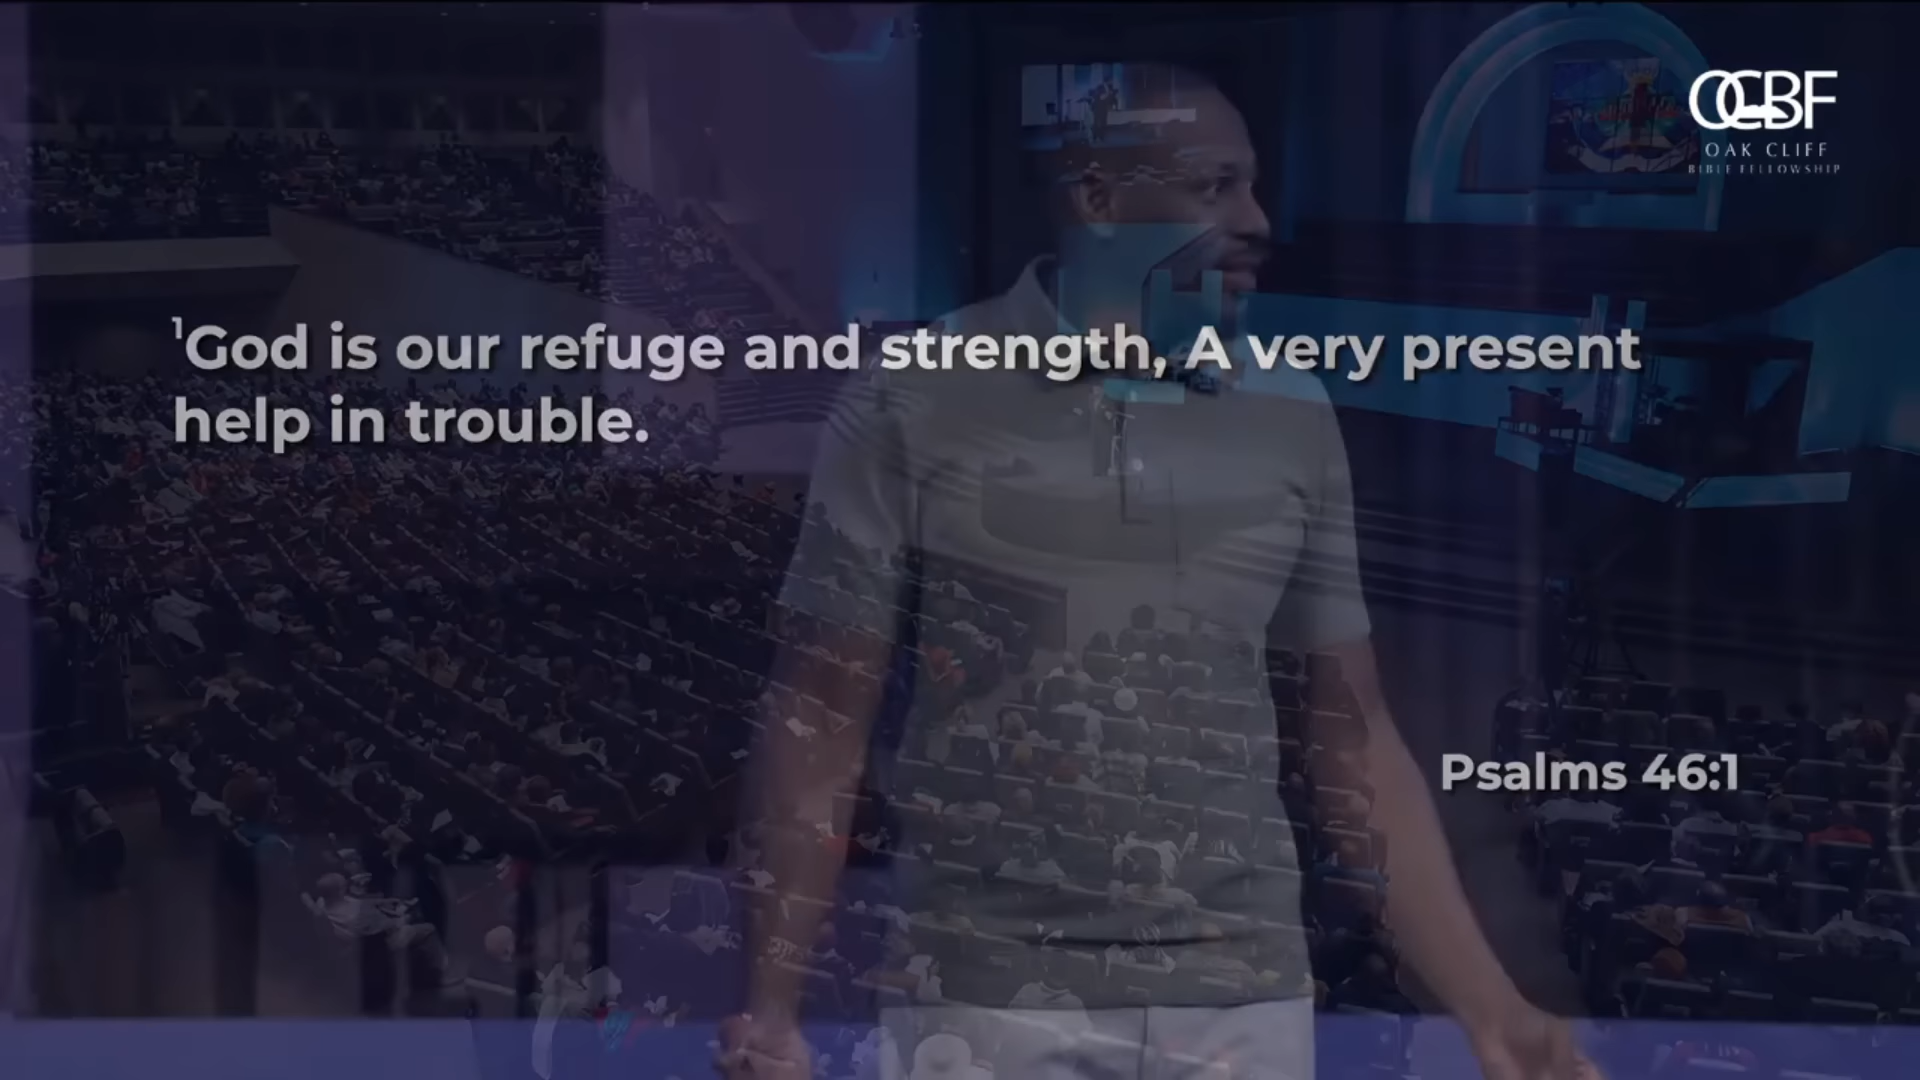 OCBF
OAK CLIFF
BIBLE FELLOWSHIP
¹God is our refuge and strength, A very present
help in trouble.
Psalms 46:1